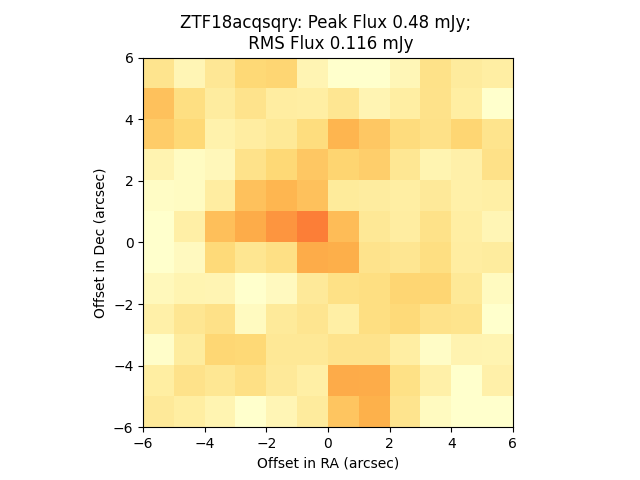 ZTF18acqsqry: Peak Flux 0.48 mJy;
RMS Flux 0.116 mJy
6
4
2
0
−2
−4
−6
Offset in Dec (arcsec)
−6 −4 −2 0 2 4 6
Offset in RA (arcsec)